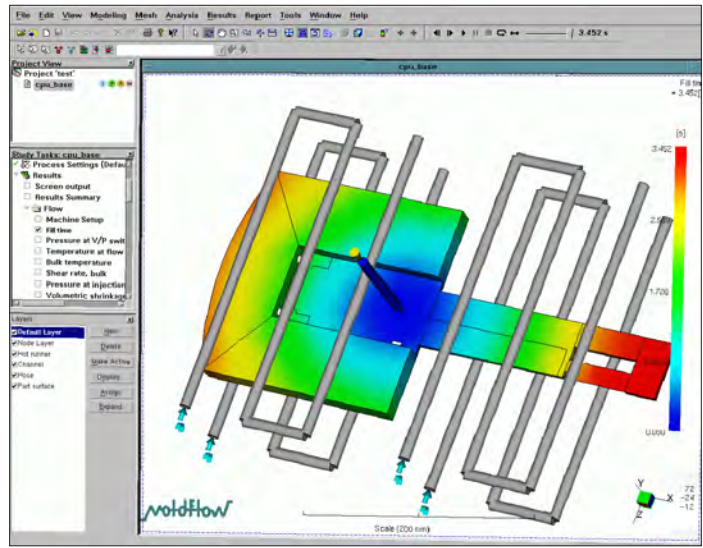 File Edit View Modeling Mesh Analysis Results Report Tools Window Help
3.452 s
Project View
Project 'test'
cpu_base
Study Tasks: cpu_base
Process Settings (Defau
Results
Screen output
Results Summary
Flow
Machine Setup
Fill time
Pressure at V/P swit
Temperature at flow
Bulk temperature
Shear rate, bulk
Pressure at injection
Volumetric shrinkage
Layers
Default Layer
Node Layer
Hot runner
Channel
Hose
Part surface
New
Delete
Make Active
Display
Assign
Expand
cpu_base
Fill time
= 3.452[
[s]
3.452
1.726
0.000
moldflow
Scale (200 mm)
Y
X
Z
72
-24
-12